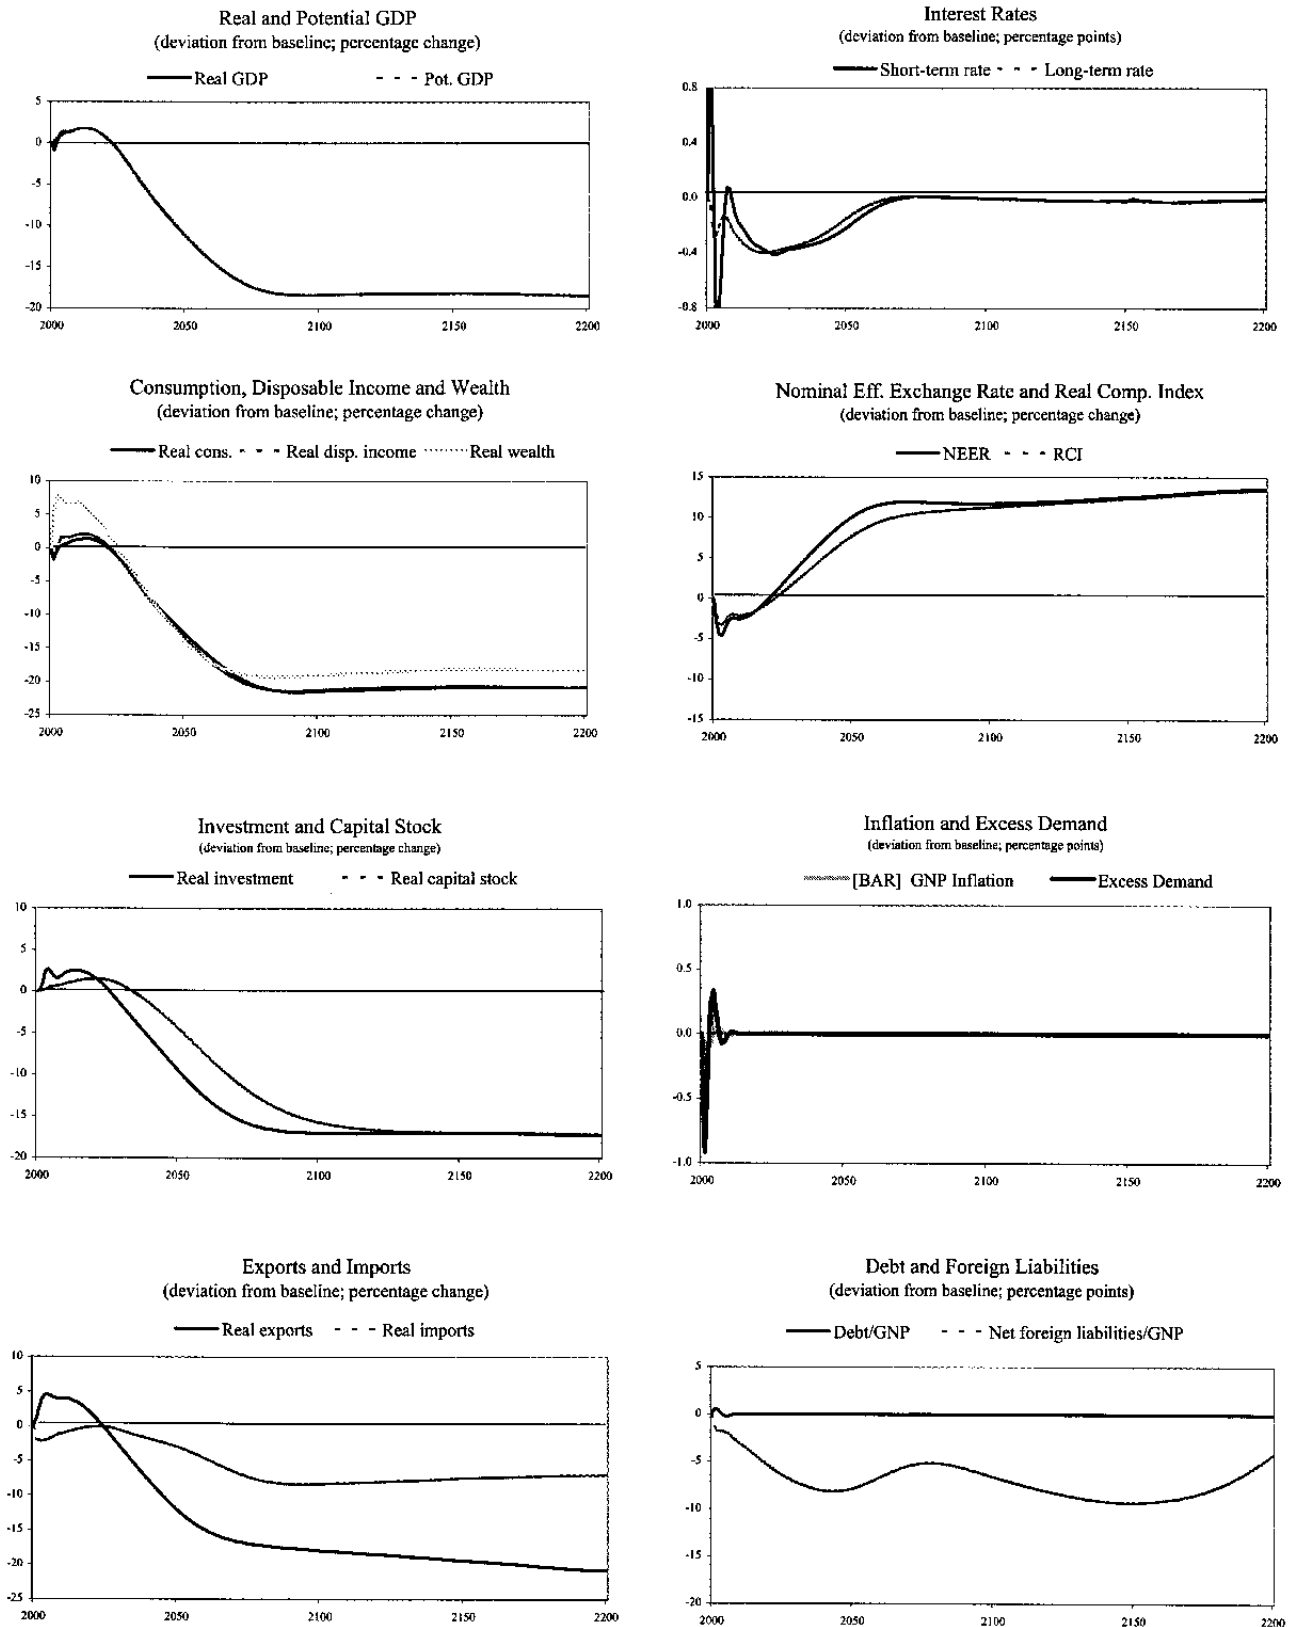 Real and Potential GDP
(deviation from baseline; percentage change)
Real GDP - - - Pot. GDP
5
0
-5
-10
-15
-20
2000 2050 2100 2150 2200
Interest Rates
(deviation from baseline; percentage points)
Short-term rate - - - Long-term rate
0.8
0.4
0.0
-0.4
-0.8
2000 2050 2100 2150 2200
Consumption, Disposable Income and Wealth
(deviation from baseline; percentage change)
Real cons. - - - Real disp. income ........ Real wealth
10
5
0
-5
-10
-15
-20
-25
2000 2050 2100 2150 2200
Nominal Eff. Exchange Rate and Real Comp. Index
(deviation from baseline; percentage change)
NEER - - - RCI
15
10
5
0
-5
-10
-15
2000 2050 2100 2150 2200
Investment and Capital Stock
(deviation from baseline; percentage change)
Real investment - - - Real capital stock
10
5
0
-5
-10
-15
-20
2000 2050 2100 2150 2200
Inflation and Excess Demand
(deviation from baseline; percentage points)
[BAR] GNP Inflation Excess Demand
1.0
0.5
0.0
-0.5
-1.0
2000 2050 2100 2150 2200
Exports and Imports
(deviation from baseline; percentage change)
Real exports - - - Real imports
10
5
0
-5
-10
-15
-20
-25
2000 2050 2100 2150 2200
Debt and Foreign Liabilities
(deviation from baseline; percentage points)
Debt/GNP - - - Net foreign liabilities/GNP
5
0
-5
-10
-15
-20
2000 2050 2100 2150 2200